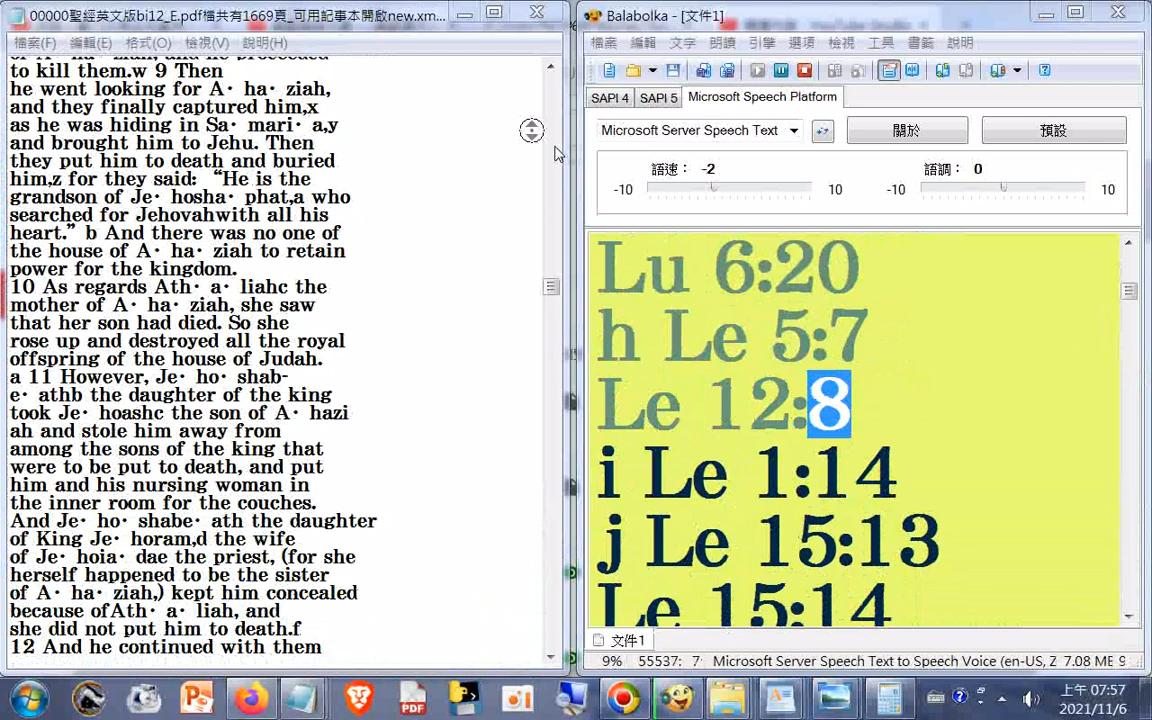 00000聖經英文版bi12_E.pdf檔共有1669頁_可用記事本開啟new.xm...
檔案(F) 編輯(E) 格式(O) 檢視(V) 說明(H)
to kill them.w 9 Then
he went looking for A· ha· ziah,
and they finally captured him,x
as he was hiding in Sa· mari· a,y
and brought him to Jehu. Then
they put him to death and buried
him,z for they said: “He is the
grandson of Je· hosha· phat,a who
searched for Jehovahwith all his
heart.” b And there was no one of
the house of A· ha· ziah to retain
power for the kingdom.
10 As regards Ath· a· liahc the
mother of A· ha· ziah, she saw
that her son had died. So she
rose up and destroyed all the royal
offspring of the house of Judah.
a 11 However, Je· ho· shab-
e· athb the daughter of the king
took Je· hoashc the son of A· hazi
ah and stole him away from
among the sons of the king that
were to be put to death, and put
him and his nursing woman in
the inner room for the couches.
And Je· ho· shabe· ath the daughter
of King Je· horam,d the wife
of Je· hoia· dae the priest, (for she
herself happened to be the sister
of A· ha· ziah,) kept him concealed
because ofAth· a· liah, and
she did not put him to death.f
12 And he continued with them
Balabolka - [文件1]
檔案 編輯 文字 朗讀 引擎 選項 檢視 工具 書籤 說明
SAPI 4 SAPI 5 Microsoft Speech Platform
Microsoft Server Speech Text 關於 預設
語速: -2 語調: 0
-10 10 -10 10
Lu 6:20
h Le 5:7
Le 12:8
i Le 1:14
j Le 15:13
Le 15:14
文件1
9% 55537: 7 Microsoft Server Speech Text to Speech Voice (en-US, Z 7.08 MB 9
上午 07:57
2021/11/6